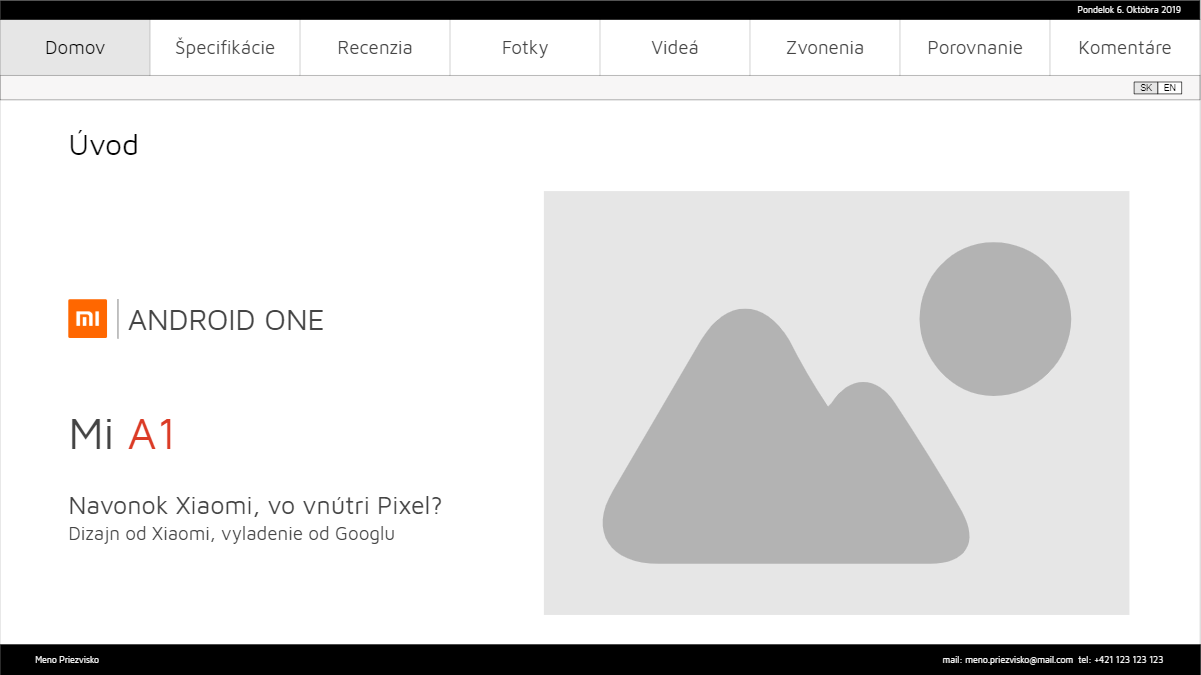 Pondelok 6. Októbra 2019
Domov Špecifikácie Recenzia Fotky Videá Zvonenia Porovnanie Komentáre
SK EN
Úvod
mi ANDROID ONE
Mi A1
Navonok Xiaomi, vo vnútri Pixel?
Dizajn od Xiaomi, vyladenie od Googlu
Meno Priezvisko mail: meno.priezvisko@mail.com tel: +421 123 123 123